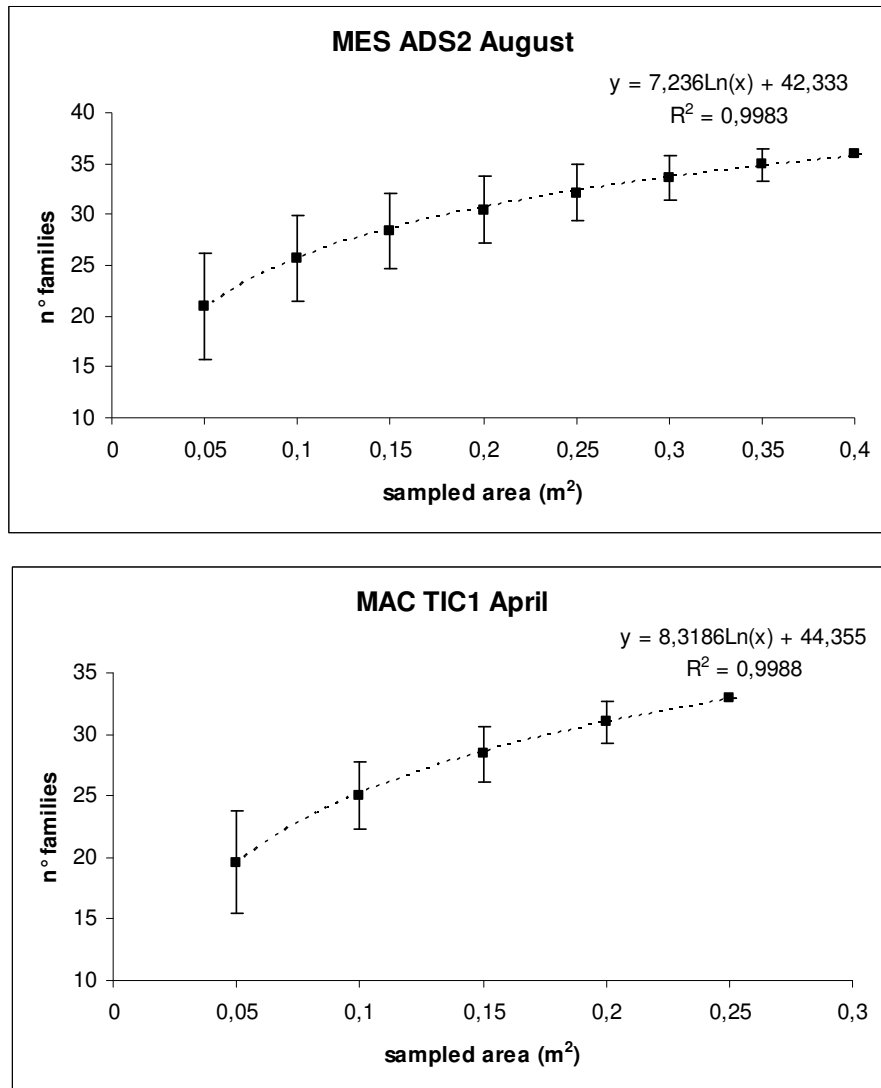 MES ADS2 August
y = 7,236Ln(x) + 42,333
R² = 0,9983
40
35
30
25
20
15
10
n° families
0 0,05 0,1 0,15 0,2 0,25 0,3 0,35 0,4
sampled area (m²)
MAC TIC1 April
y = 8,3186Ln(x) + 44,355
R² = 0,9988
35
30
25
20
15
10
n° families
0 0,05 0,1 0,15 0,2 0,25 0,3
sampled area (m²)